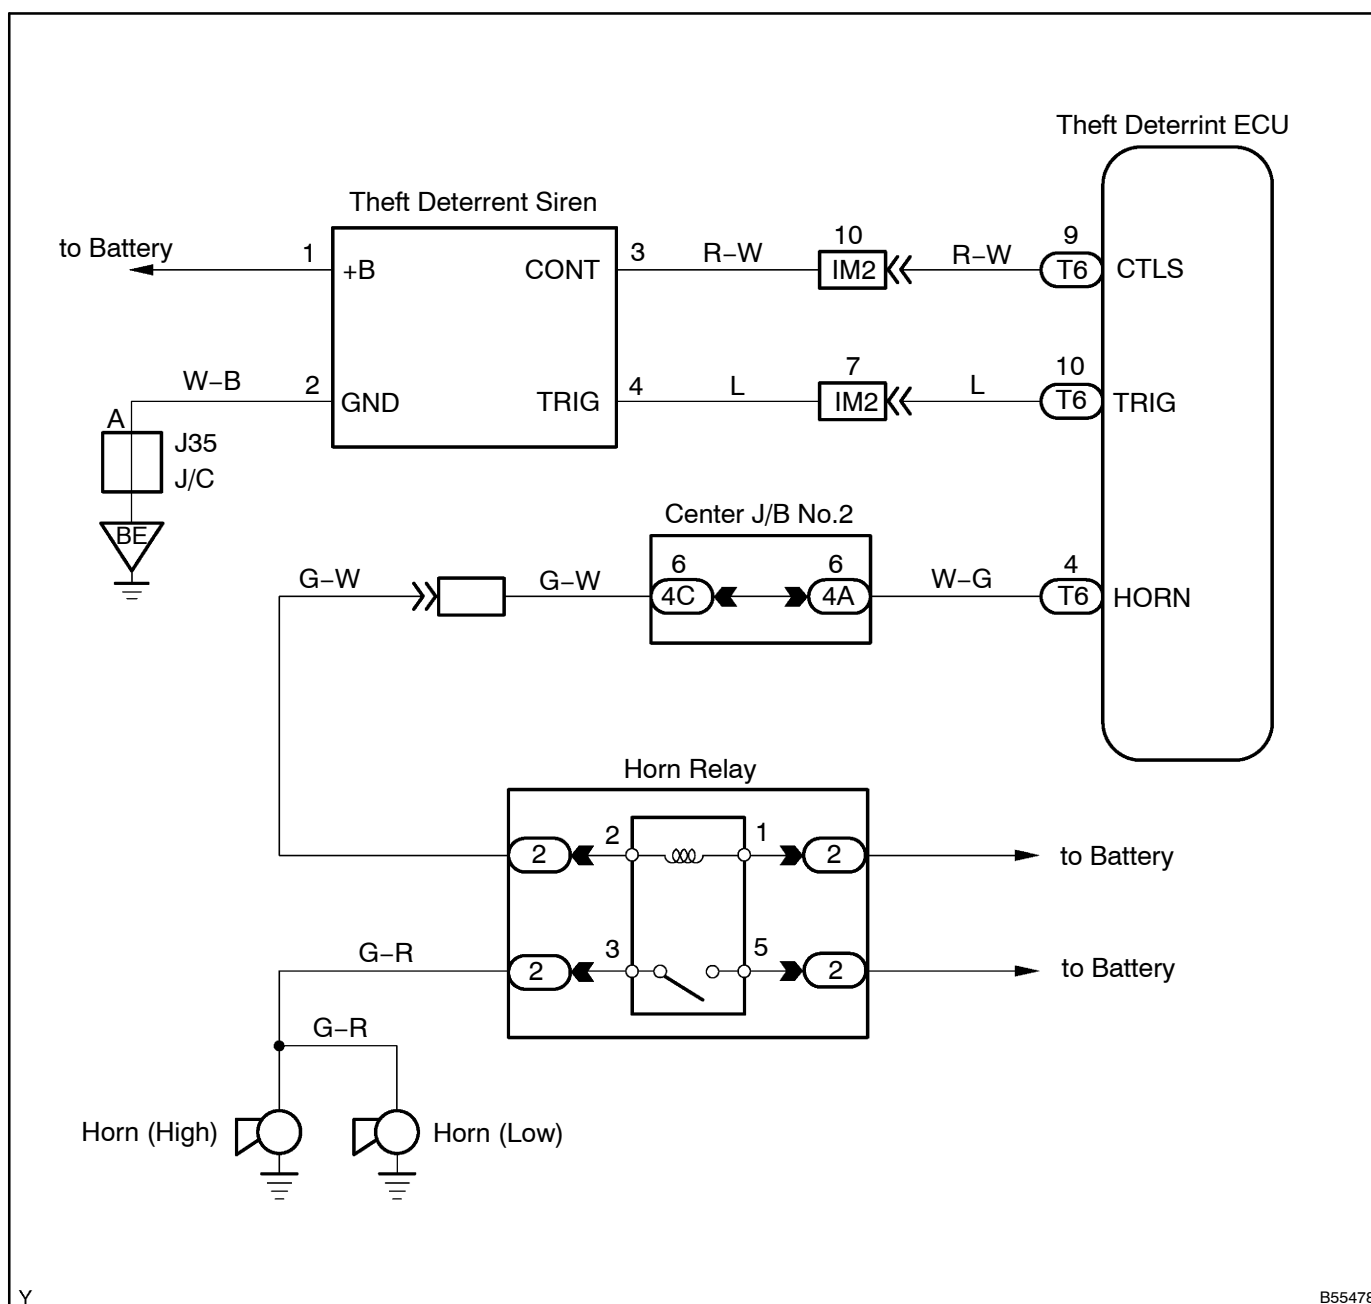 Theft Deterrint ECU
Theft Deterrent Siren
to Battery
1
+B
CONT
3
R−W
10
IM2
R−W
9
T6
CTLS
W−B
2
GND
TRIG
4
L
7
IM2
L
10
T6
TRIG
A
J35
J/C
BE
Center J/B No.2
G−W
G−W
6
4C
6
4A
W−G
4
T6
HORN
Horn Relay
2
2
1
2
to Battery
G−R
2
3
5
2
to Battery
G−R
Horn (High)
Horn (Low)
Y
B55478